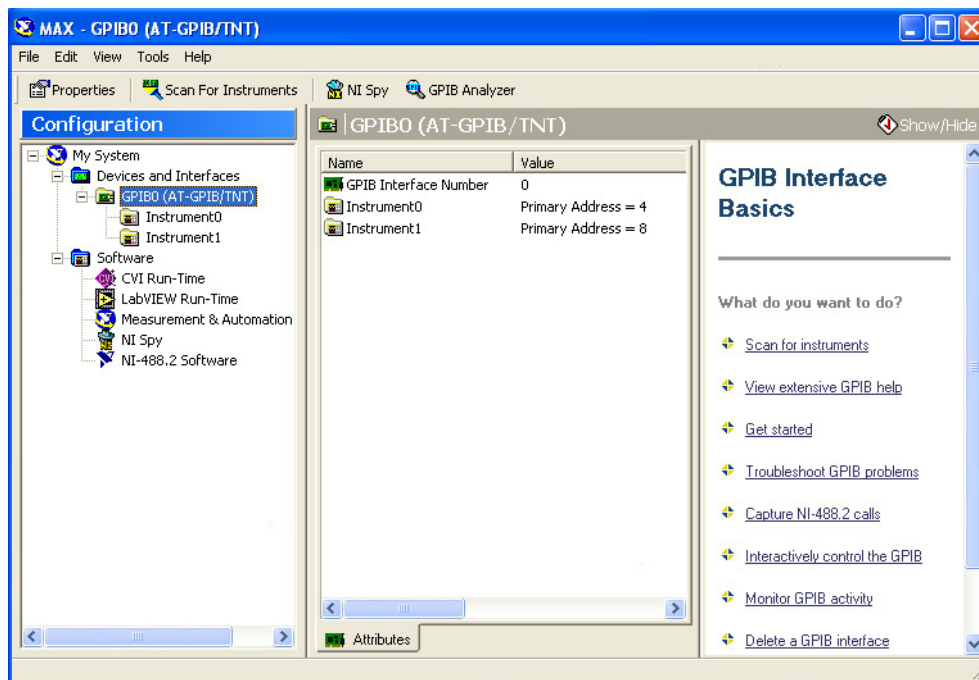 MAX - GPIB0 (AT-GPIB/TNT)
File Edit View Tools Help
Properties Scan For Instruments NI Spy GPIB Analyzer
Configuration
GPIB0 (AT-GPIB/TNT)
Show/Hide
My System
Devices and Interfaces
GPIB0 (AT-GPIB/TNT)
Instrument0
Instrument1
Software
CVI Run-Time
LabVIEW Run-Time
Measurement & Automation
NI Spy
NI-488.2 Software
Name Value
GPIB Interface Number 0
Instrument0 Primary Address = 4
Instrument1 Primary Address = 8
Attributes
GPIB Interface
Basics
What do you want to do?
Scan for instruments
View extensive GPIB help
Get started
Troubleshoot GPIB problems
Capture NI-488.2 calls
Interactively control the GPIB
Monitor GPIB activity
Delete a GPIB interface